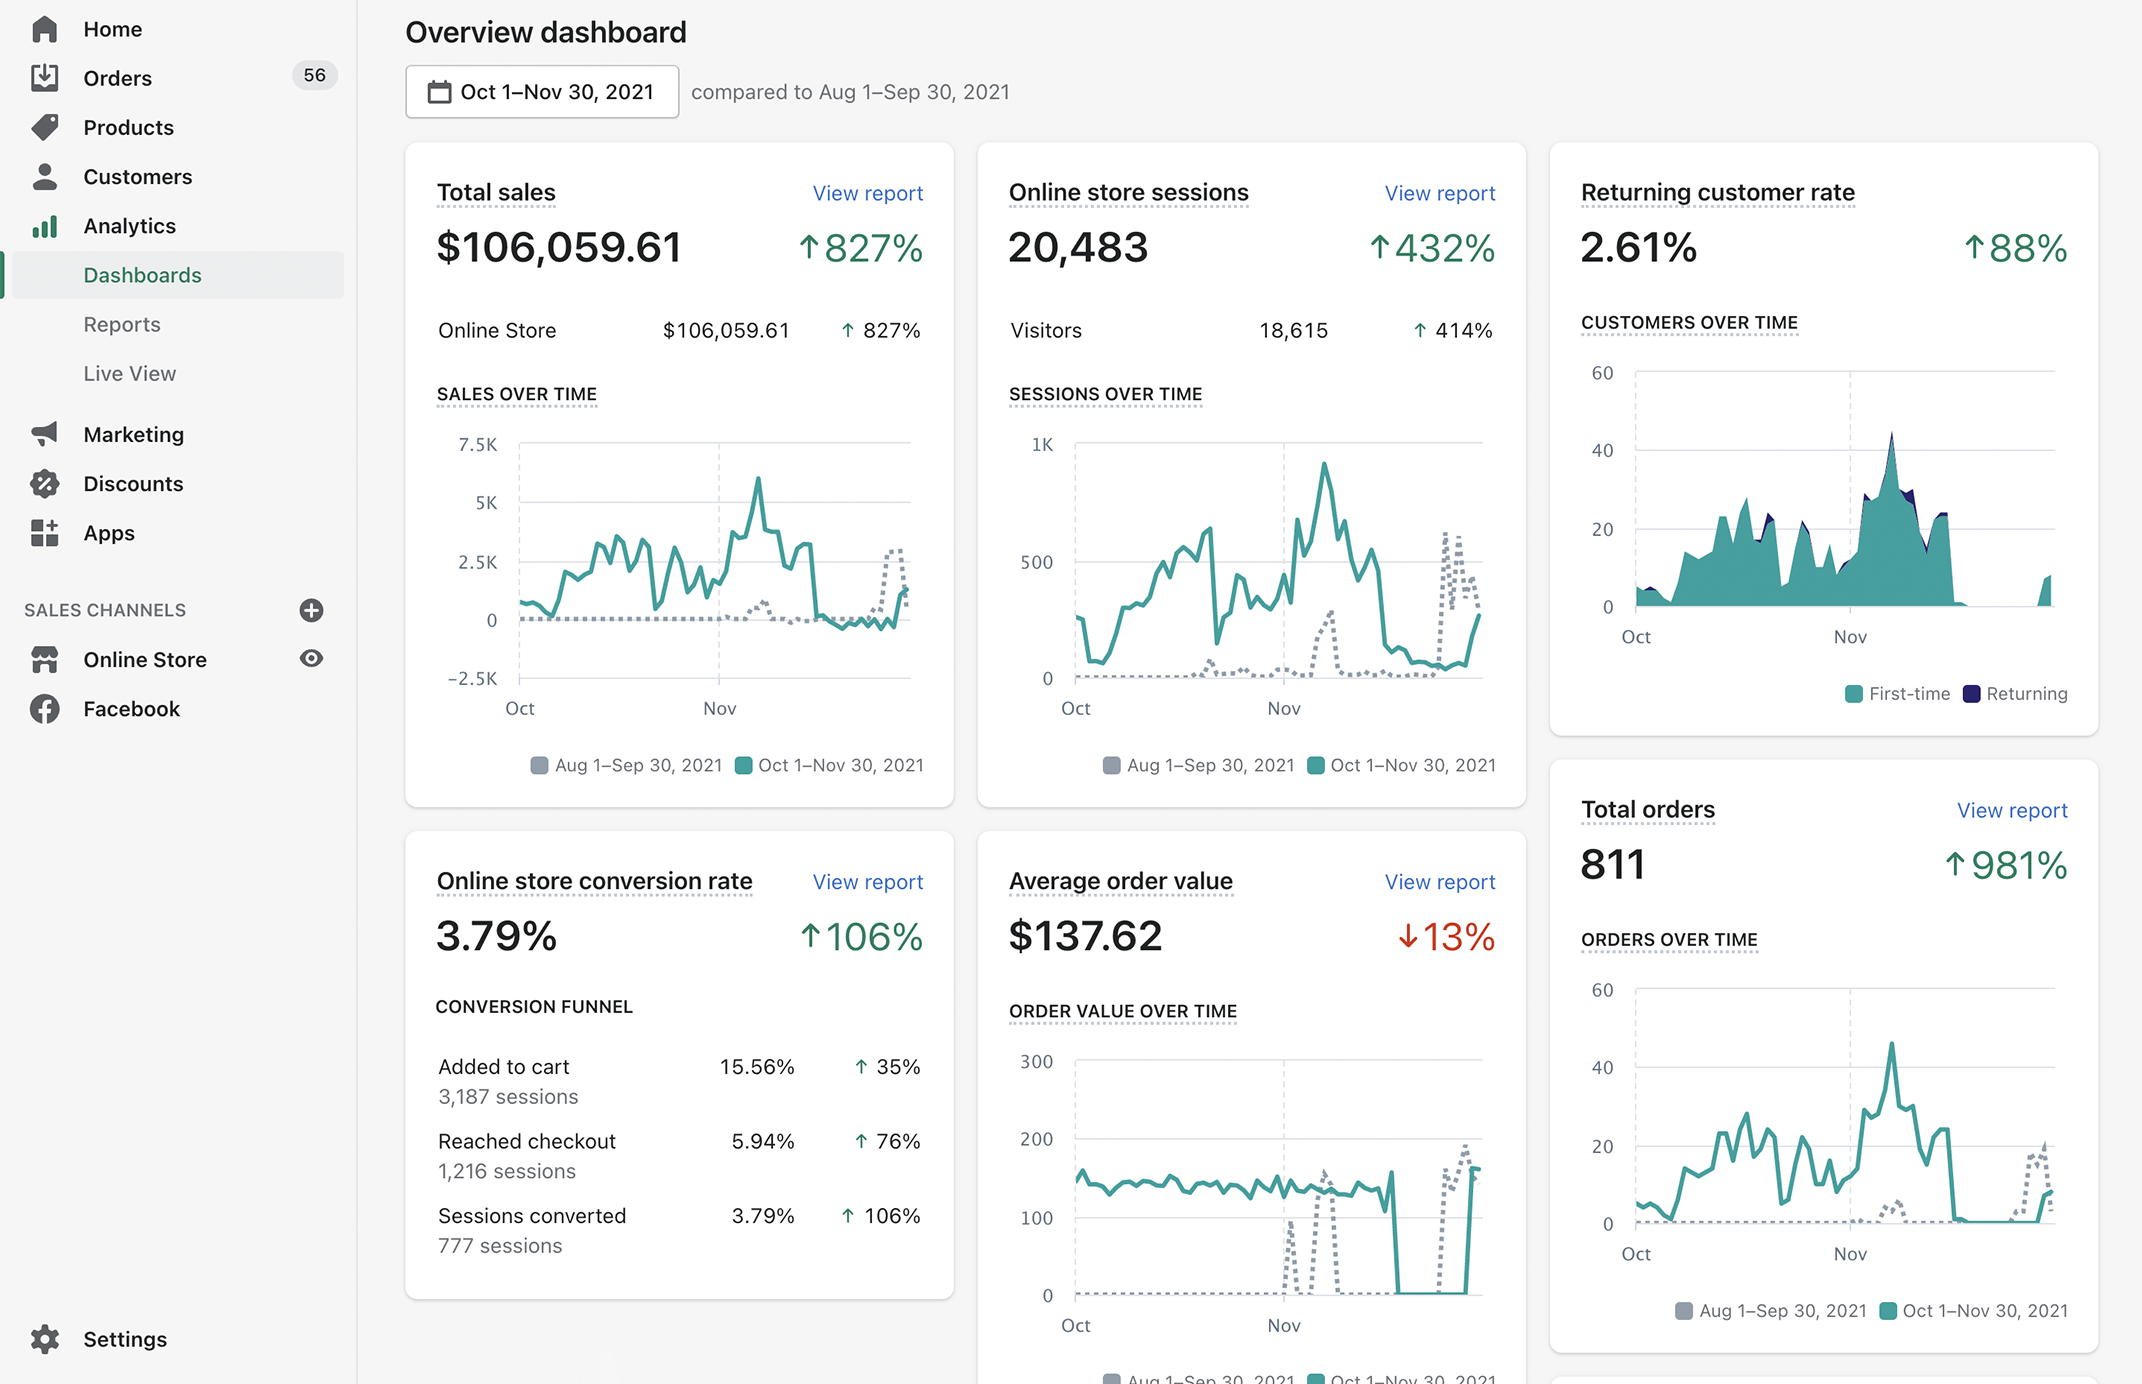 Home
Orders 56
Products
Customers
Analytics
Dashboards
Reports
Live View
Marketing
Discounts
Apps
SALES CHANNELS
Online Store
Facebook
Settings
Overview dashboard
Oct 1–Nov 30, 2021 compared to Aug 1–Sep 30, 2021
Total sales View report
$106,059.61 ↑827%
Online Store $106,059.61 ↑ 827%
SALES OVER TIME
7.5K
5K
2.5K
0
−2.5K
Oct Nov
Aug 1–Sep 30, 2021 Oct 1–Nov 30, 2021
Online store sessions View report
20,483 ↑432%
Visitors 18,615 ↑ 414%
SESSIONS OVER TIME
1K
500
0
Oct Nov
Aug 1–Sep 30, 2021 Oct 1–Nov 30, 2021
Returning customer rate
2.61% ↑88%
CUSTOMERS OVER TIME
60
40
20
0
Oct Nov
First-time Returning
Online store conversion rate View report
3.79% ↑106%
CONVERSION FUNNEL
Added to cart 15.56% ↑ 35%
3,187 sessions
Reached checkout 5.94% ↑ 76%
1,216 sessions
Sessions converted 3.79% ↑ 106%
777 sessions
Average order value View report
$137.62 ↓13%
ORDER VALUE OVER TIME
300
200
100
0
Oct Nov
Aug 1–Sep 30, 2021 Oct 1–Nov 30, 2021
Total orders View report
811 ↑981%
ORDERS OVER TIME
60
40
20
0
Oct Nov
Aug 1–Sep 30, 2021 Oct 1–Nov 30, 2021